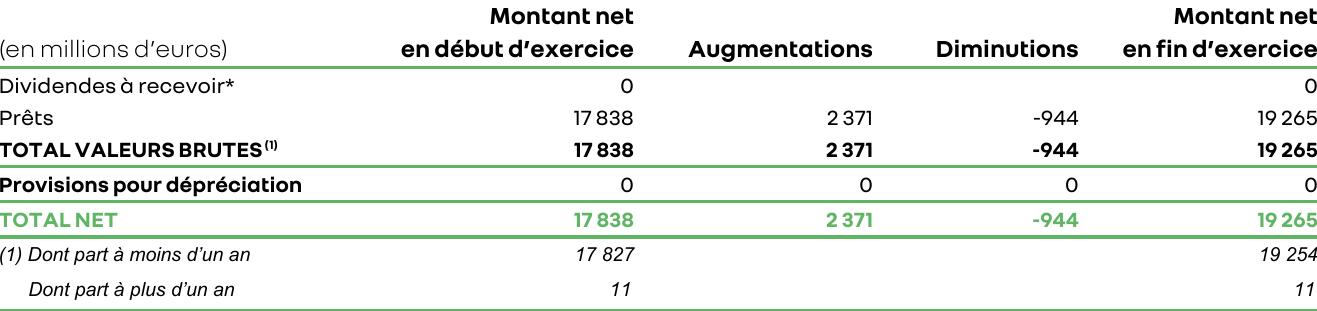 (en millions d’euros) Montant net en début d’exercice Augmentations Diminutions Montant net en fin d’exercice
Dividendes à recevoir* 0 0
Prêts 17 838 2 371 -944 19 265
TOTAL VALEURS BRUTES (1) 17 838 2 371 -944 19 265
Provisions pour dépréciation 0 0 0 0
TOTAL NET 17 838 2 371 -944 19 265
(1) Dont part à moins d’un an 17 827 19 254
Dont part à plus d’un an 11 11